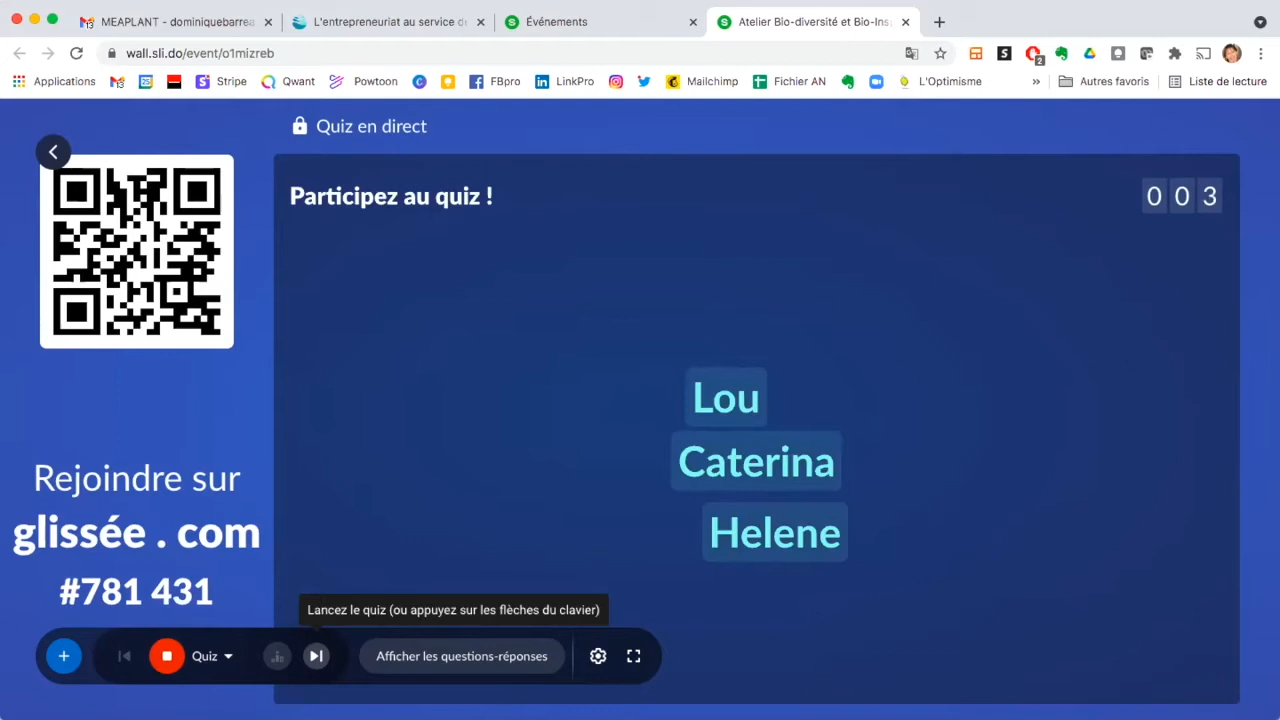 MEAPLANT - dominiquebarrea
L'entrepreneuriat au service de
Événements
Atelier Bio-diversité et Bio-Ins
wall.sli.do/event/o1mizreb
Applications
Stripe
Qwant
Powtoon
FBpro
LinkPro
Mailchimp
Fichier AN
L'Optimisme
»
Autres favoris
Liste de lecture
Quiz en direct
Participez au quiz !
0 0 3
Lou
Caterina
Helene
Rejoindre sur
glissée . com
#781 431
Lancez le quiz (ou appuyez sur les flèches du clavier)
Quiz
Afficher les questions-réponses